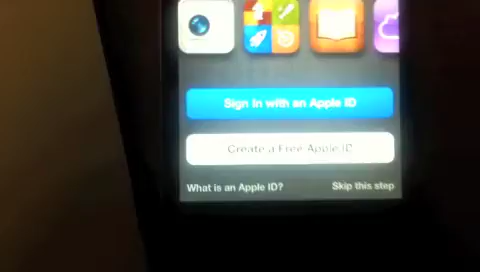 Sign In with an Apple ID
Create a Free Apple ID
What is an Apple ID? Skip this step